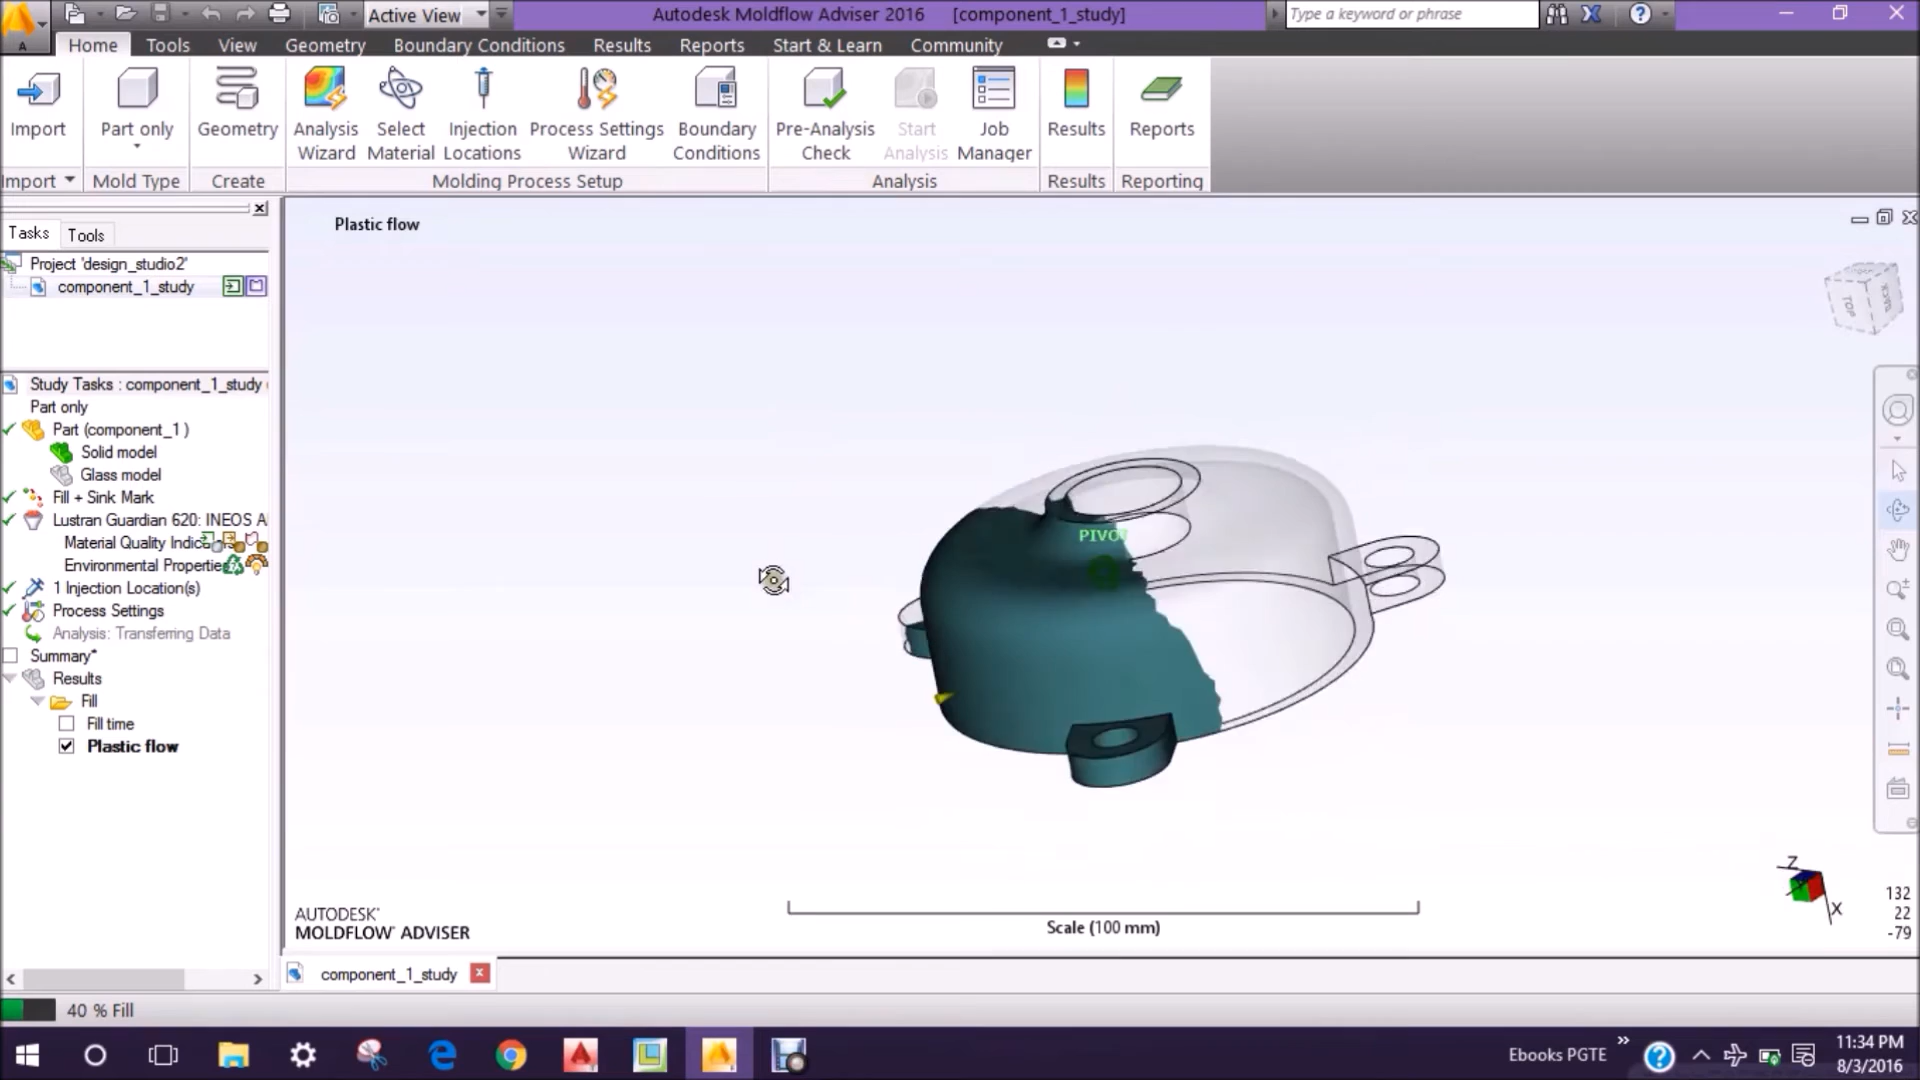 Active View
Autodesk Moldflow Adviser 2016 [component_1_study]
Type a keyword or phrase
Home Tools View Geometry Boundary Conditions Results Reports Start & Learn Community
Import
Part only
Geometry
Analysis Wizard
Select Material
Injection Locations
Process Settings Wizard
Boundary Conditions
Pre-Analysis Check
Start Analysis
Job Manager
Results
Reports
Import Mold Type Create Molding Process Setup Analysis Results Reporting
Tasks Tools
Project 'design_studio2'
component_1_study
Study Tasks : component_1_study (
Part only
Part (component_1 )
Solid model
Glass model
Fill + Sink Mark
Lustran Guardian 620: INEOS A
Material Quality Indica
Environmental Propertie
1 Injection Location(s)
Process Settings
Analysis: Transferring Data
Summary*
Results
Fill
Fill time
Plastic flow
Plastic flow
PIVOT
TOP
BACK
Z
X
132
22
-79
Scale (100 mm)
AUTODESK®
MOLDFLOW® ADVISER
component_1_study
40 % Fill
Ebooks PGTE
11:34 PM
8/3/2016